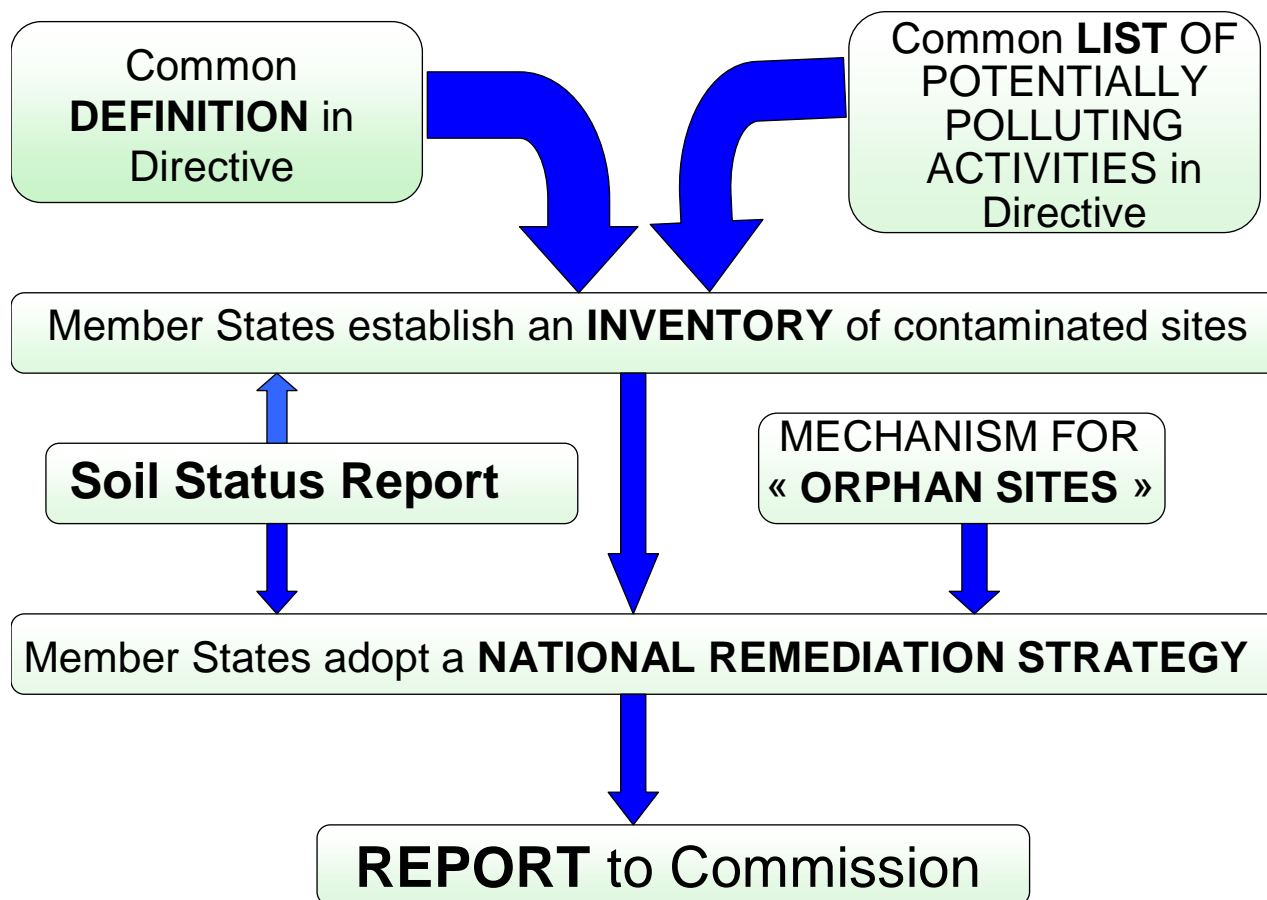 Common
DEFINITION in
Directive
Common LIST OF
POTENTIALLY
POLLUTING
ACTIVITIES in
Directive
Member States establish an INVENTORY of contaminated sites
Soil Status Report
MECHANISM FOR
« ORPHAN SITES »
Member States adopt a NATIONAL REMEDIATION STRATEGY
REPORT to Commission